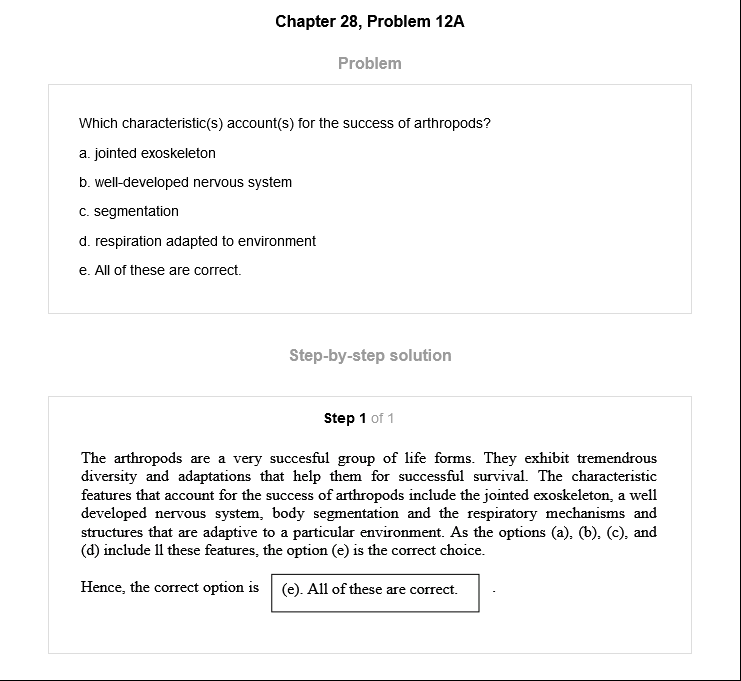 Chapter 28, Problem 12A
Problem
Which characteristic(s) account(s) for the success of arthropods?
a. jointed exoskeleton
b. well-developed nervous system
c. segmentation
d. respiration adapted to environment
e. All of these are correct.
Step-by-step solution
Step 1 of 1
The arthropods are a very succesful group of life forms. They exhibit tremendrous
diversity and adaptations that help them for successful survival. The characteristic
features that account for the success of arthropods include the jointed exoskeleton, a well
developed nervous system, body segmentation and the respiratory mechanisms and
structures that are adaptive to a particular environment. As the options (a), (b), (c), and
(d) include ll these features, the option (e) is the correct choice.
Hence, the correct option is (e). All of these are correct. .